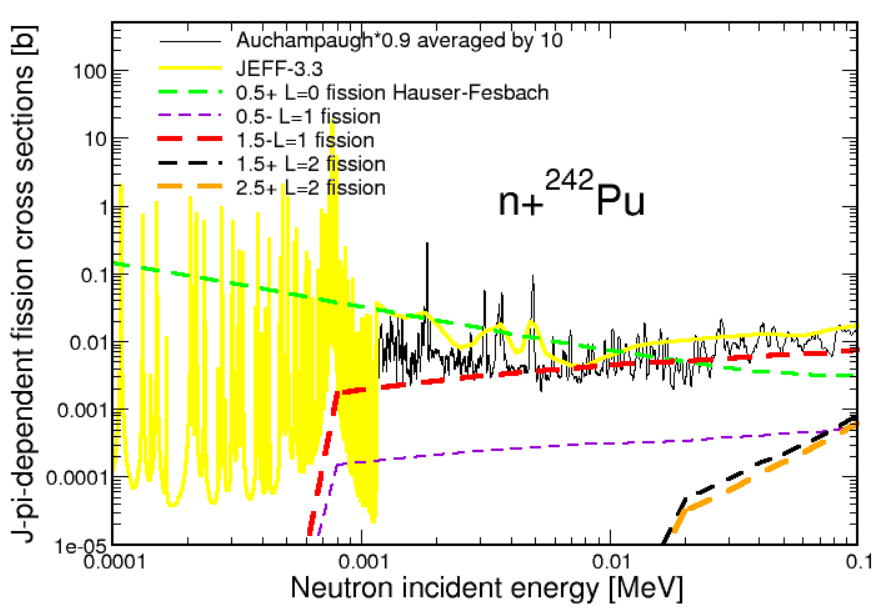 J-pi-dependent fission cross sections [b]
100
10
1
0.1
0.01
0.001
0.0001
1e-05
Auchampaugh*0.9 averaged by 10
JEFF-3.3
0.5+ L=0 fission Hauser-Fesbach
0.5- L=1 fission
1.5-L=1 fission
1.5+ L=2 fission
2.5+ L=2 fission
n+²⁴²Pu
0.0001 0.001 0.01 0.1
Neutron incident energy [MeV]